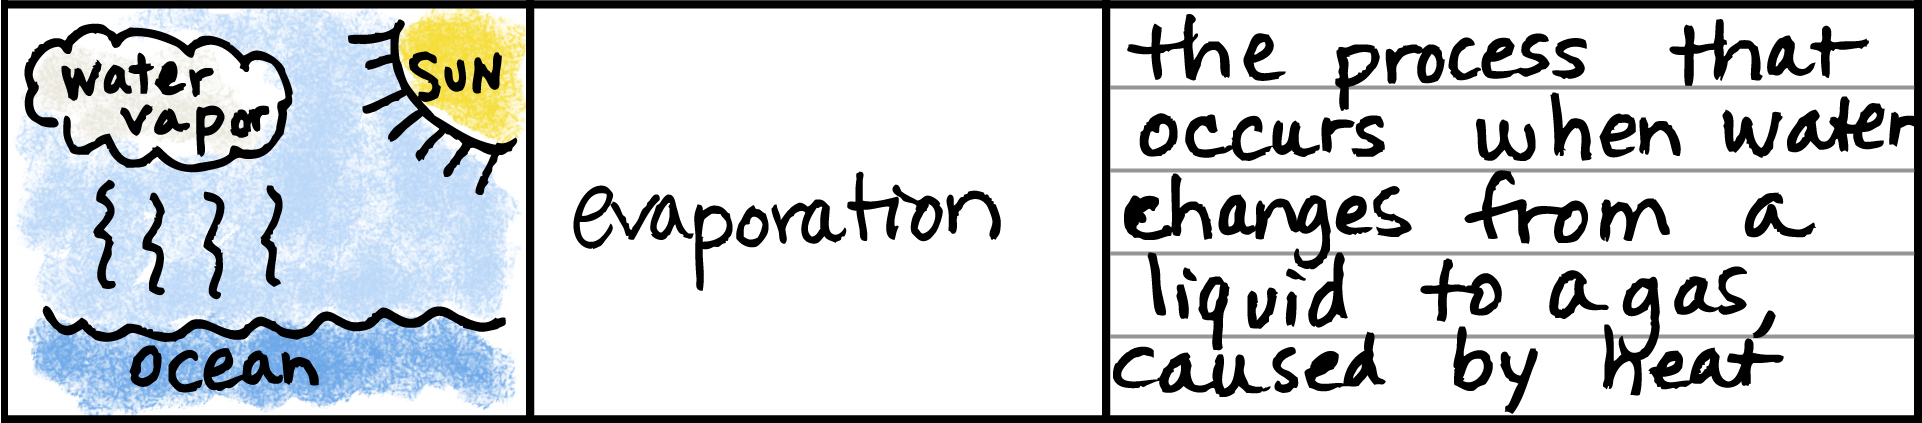 water
vapor
SUN
ocean
evaporation
the process that
occurs when water
changes from a
liquid to a gas,
caused by heat